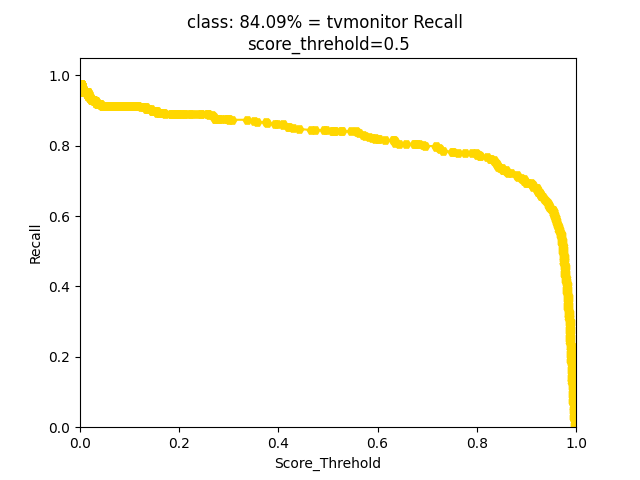 class: 84.09% = tvmonitor Recall
score_threhold=0.5
1.0
0.8
0.6
0.4
0.2
0.0
Recall
0.0 0.2 0.4 0.6 0.8 1.0
Score_Threhold